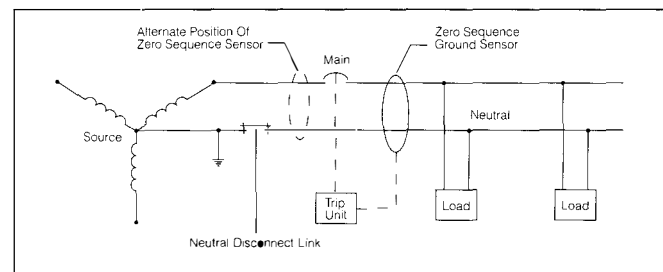 Alternate Position Of
Zero Sequence Sensor
Main
Zero Sequence
Ground Sensor
Source
Neutral
Trip
Unit
Load
Load
Neutral Disconnect Link